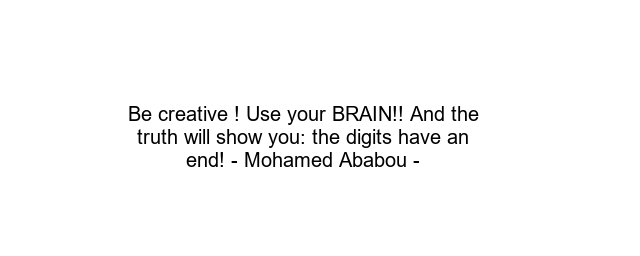 Be creative ! Use your BRAIN!! And the
truth will show you: the digits have an
end! - Mohamed Ababou -